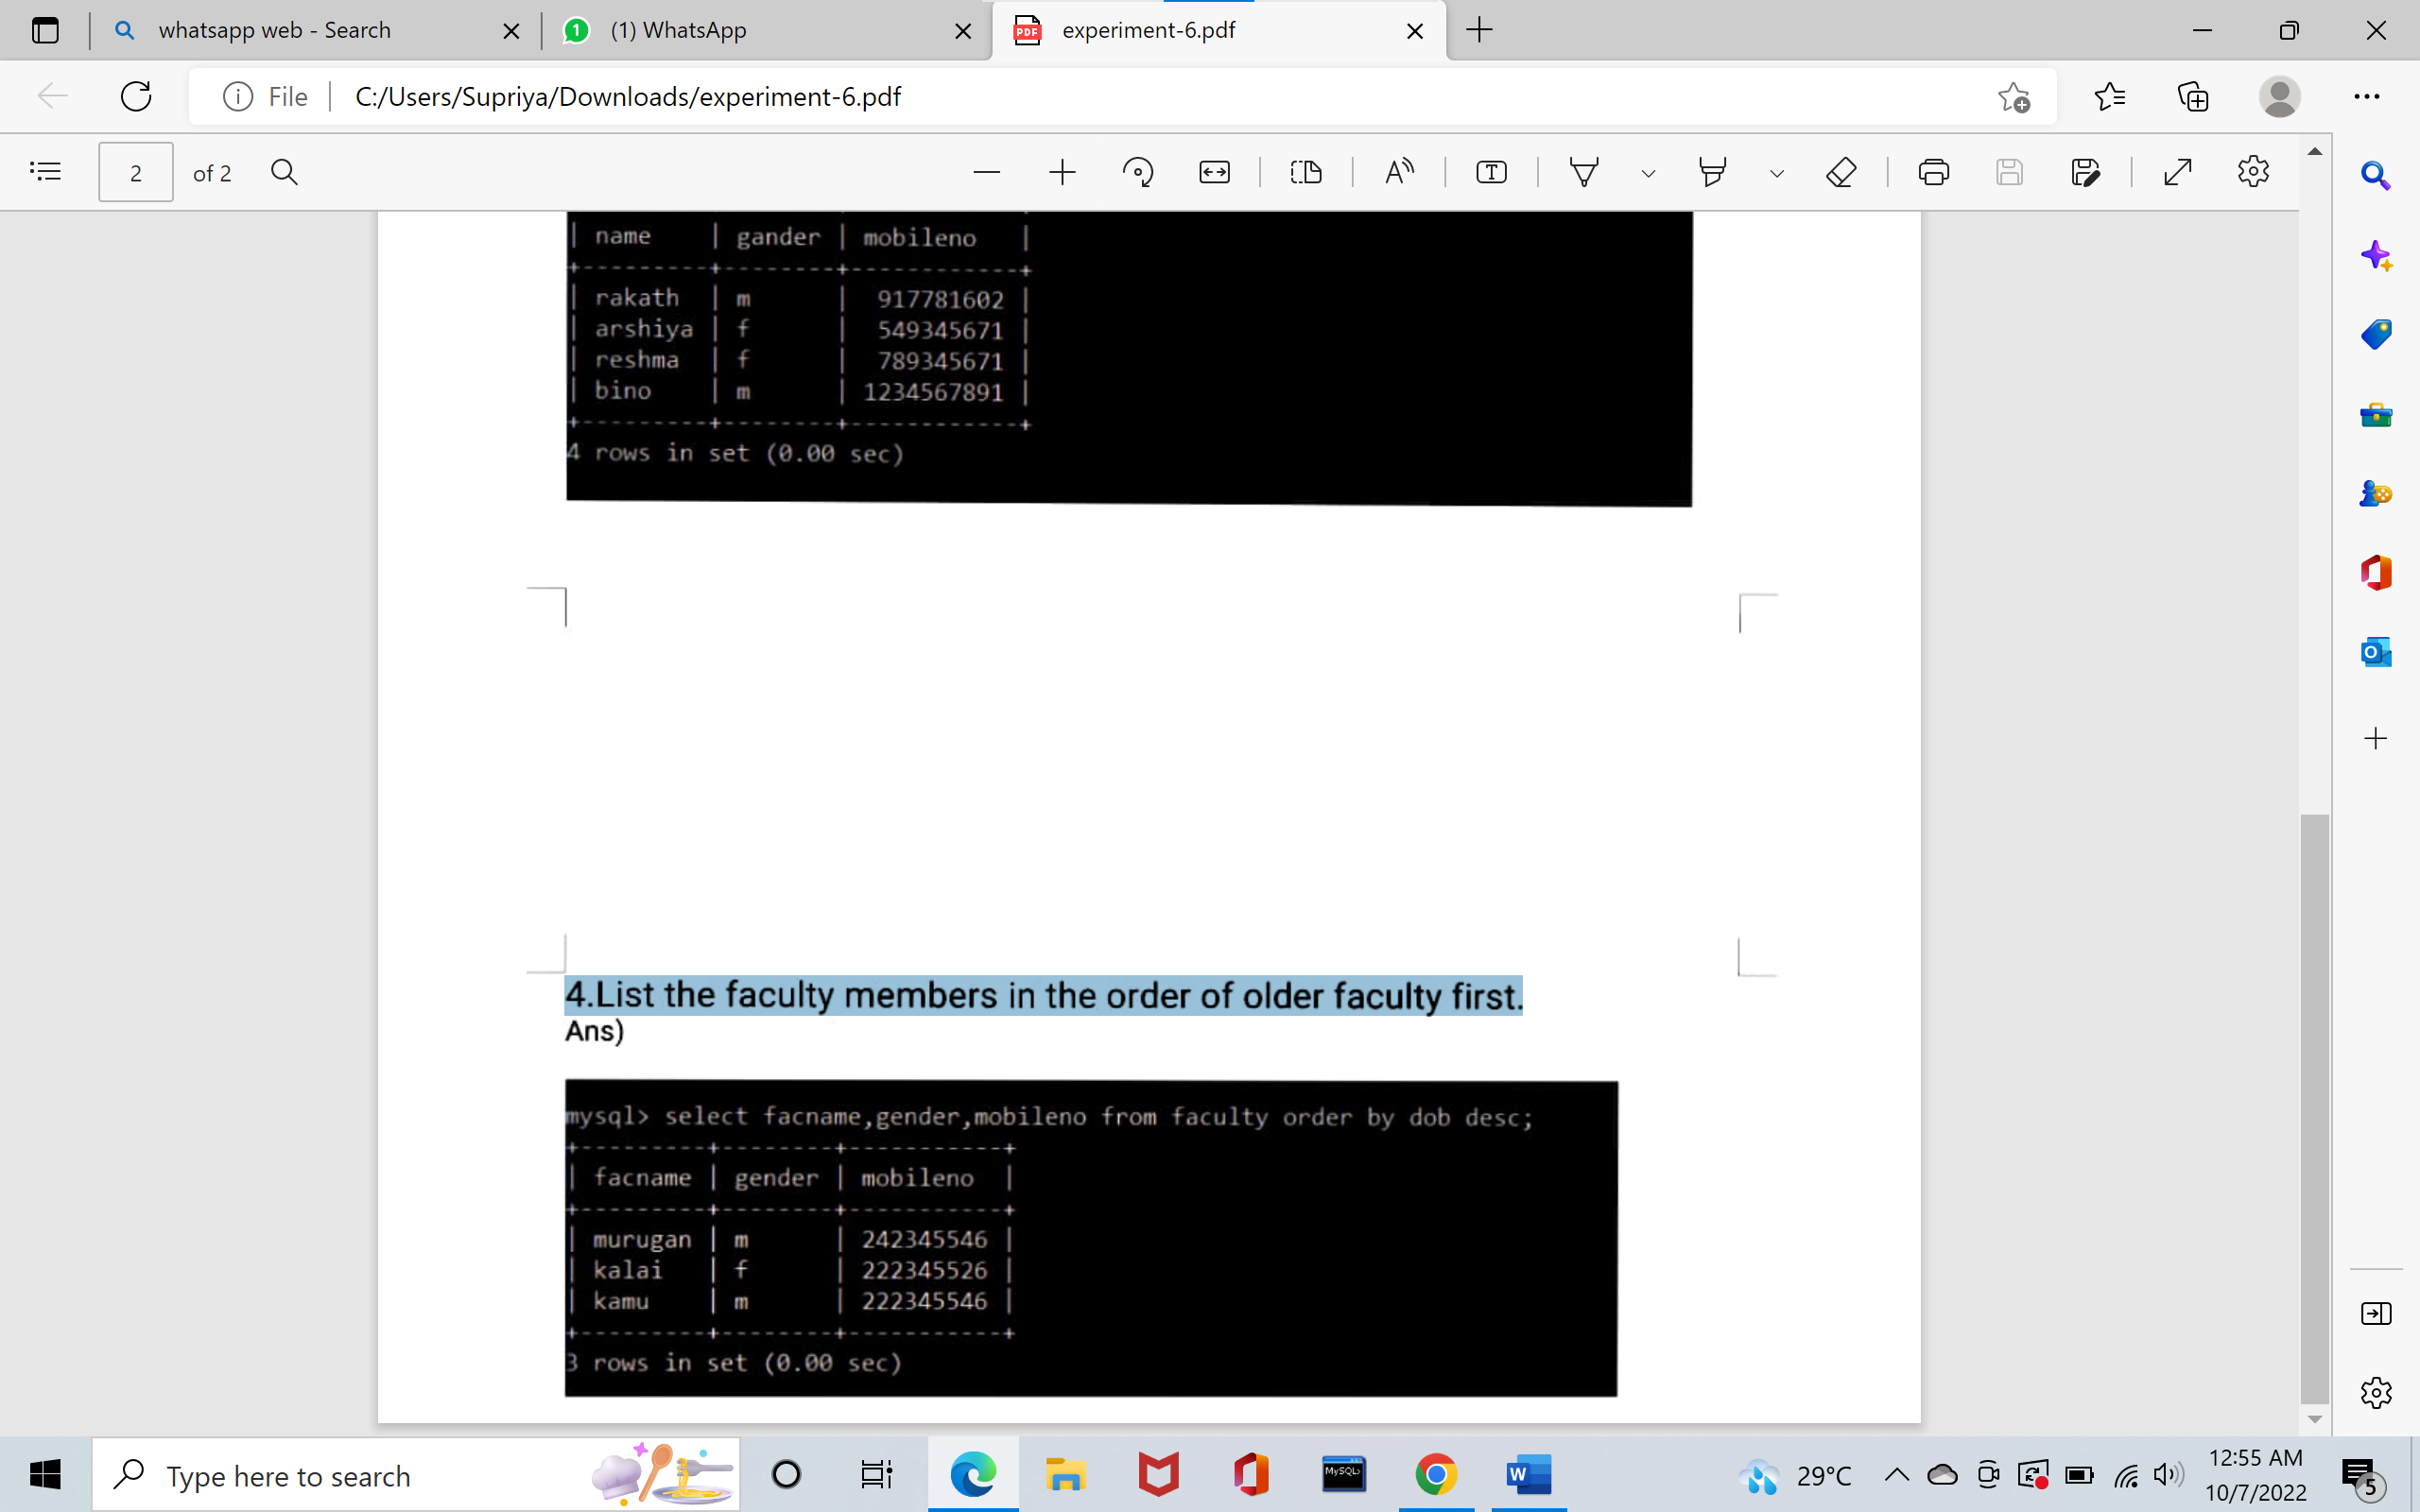 whatsapp web - Search
(1) WhatsApp
experiment-6.pdf
File
C:/Users/Supriya/Downloads/experiment-6.pdf
2 of 2
| name | gander | mobileno |
+---------+--------+------------+
| rakath | m | 917781602 |
| arshiya | f | 549345671 |
| reshma | f | 789345671 |
| bino | m | 1234567891 |
+---------+--------+------------+
4 rows in set (0.00 sec)
4.List the faculty members in the order of older faculty first.
Ans)
mysql> select facname,gender,mobileno from faculty order by dob desc;
+---------+--------+-----------+
| facname | gender | mobileno |
+---------+--------+-----------+
| murugan | m | 242345546 |
| kalai | f | 222345526 |
| kamu | m | 222345546 |
+---------+--------+-----------+
3 rows in set (0.00 sec)
Type here to search
29°C
12:55 AM
10/7/2022
5